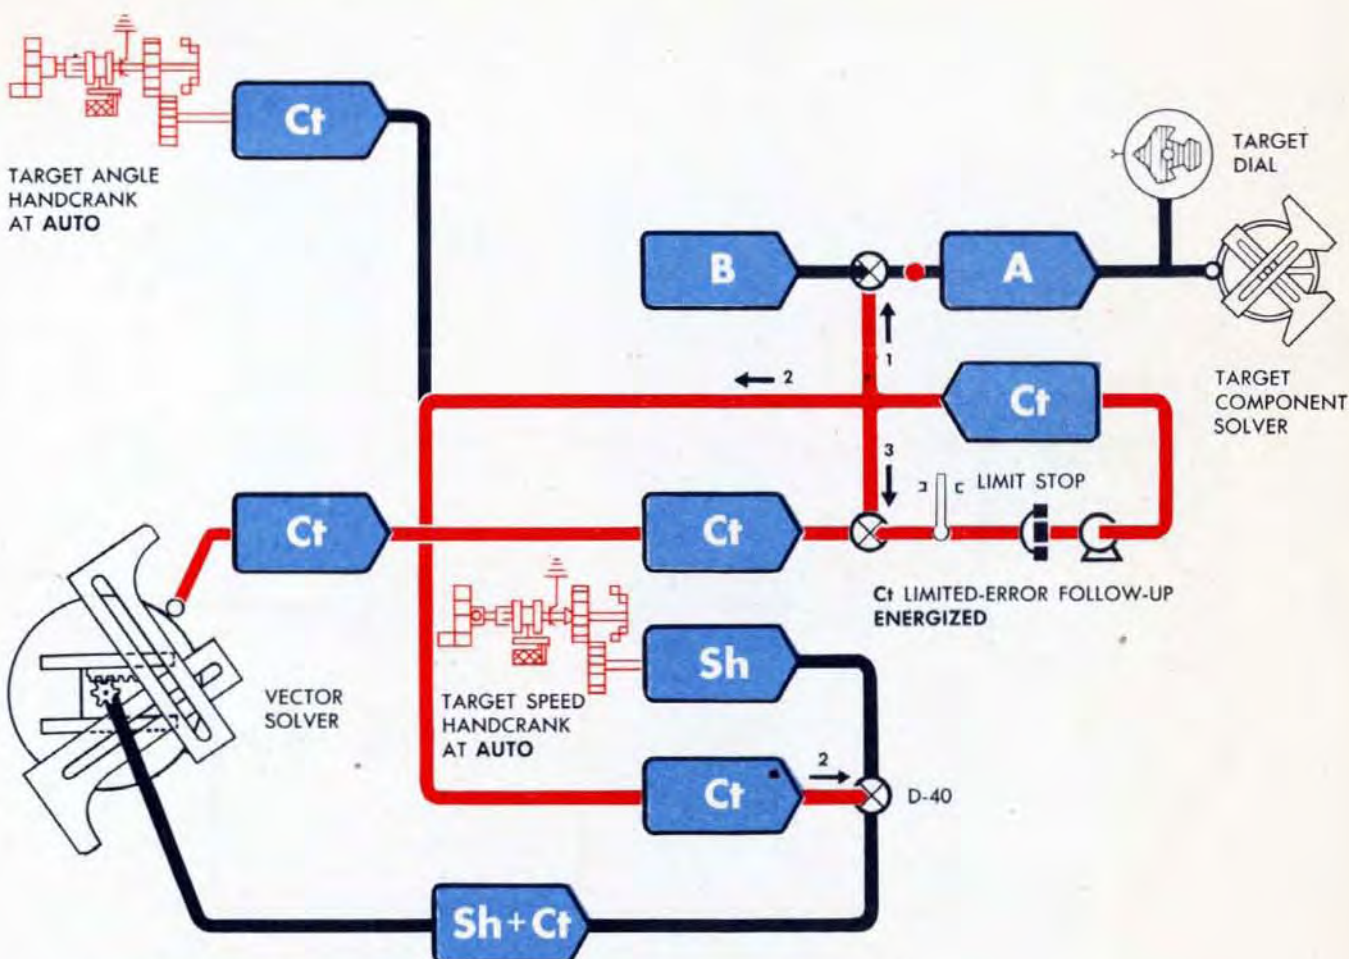 Ct
TARGET ANGLE
HANDCRANK
AT AUTO
TARGET
DIAL
B
A
1
2
Ct
TARGET
COMPONENT
SOLVER
3
LIMIT STOP
Ct
Ct
Ct LIMITED-ERROR FOLLOW-UP
ENERGIZED
Sh
VECTOR
SOLVER
TARGET SPEED
HANDCRANK
AT AUTO
Ct
2
D-40
Sh+Ct